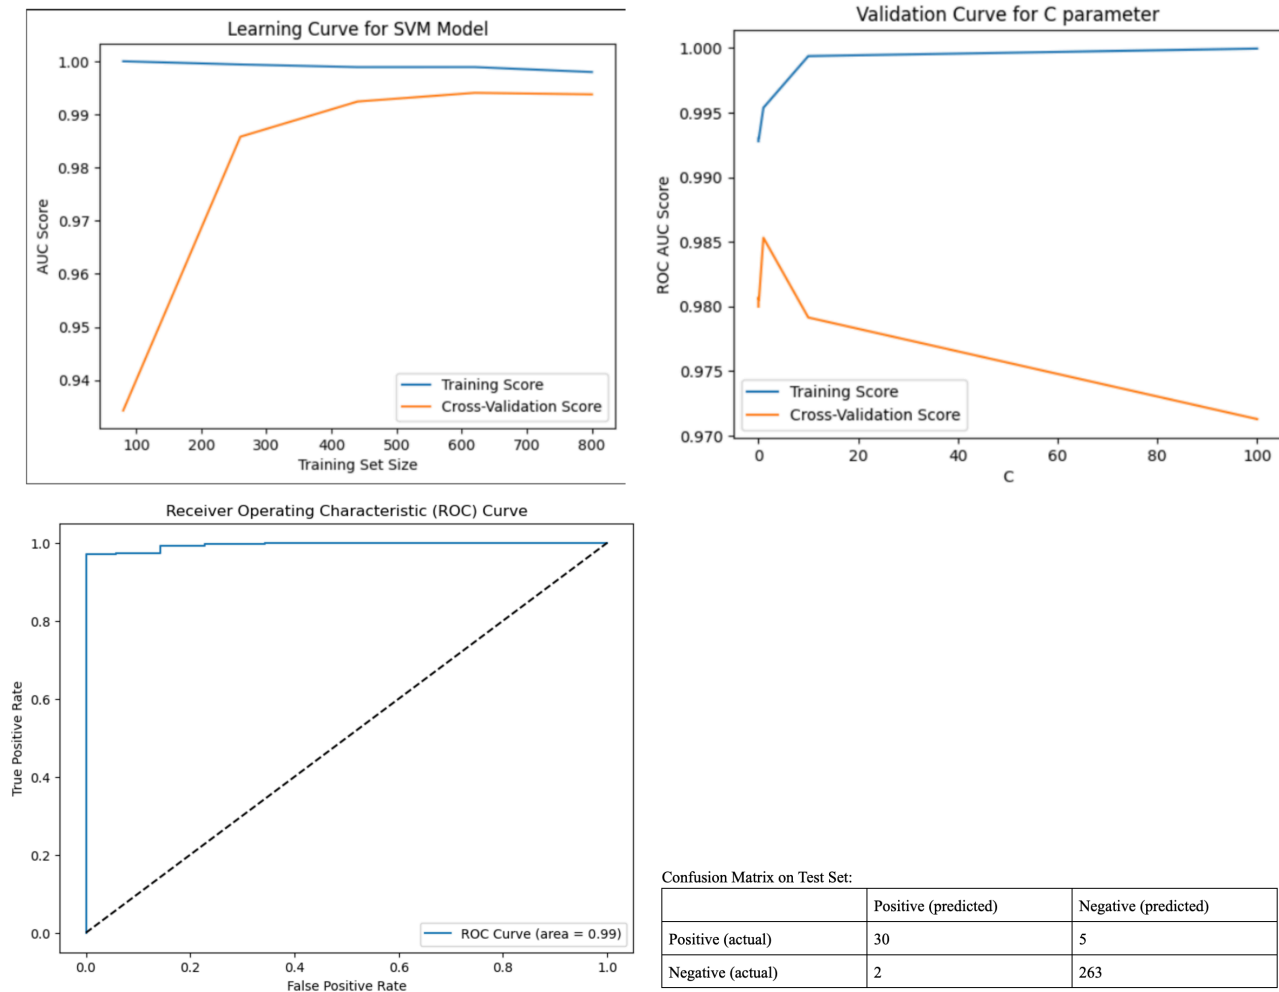 Learning Curve for SVM Model
1.00
0.99
0.98
0.97
0.96
0.95
0.94
AUC Score
Training Score
Cross-Validation Score
100 200 300 400 500 600 700 800
Training Set Size
Validation Curve for C parameter
1.000
0.995
0.990
0.985
0.980
0.975
0.970
ROC AUC Score
Training Score
Cross-Validation Score
0 20 40 60 80 100
C
Receiver Operating Characteristic (ROC) Curve
1.0
0.8
0.6
0.4
0.2
0.0
True Positive Rate
ROC Curve (area = 0.99)
0.0 0.2 0.4 0.6 0.8 1.0
False Positive Rate
Confusion Matrix on Test Set:
Positive (predicted) Negative (predicted)
Positive (actual) 30 5
Negative (actual) 2 263